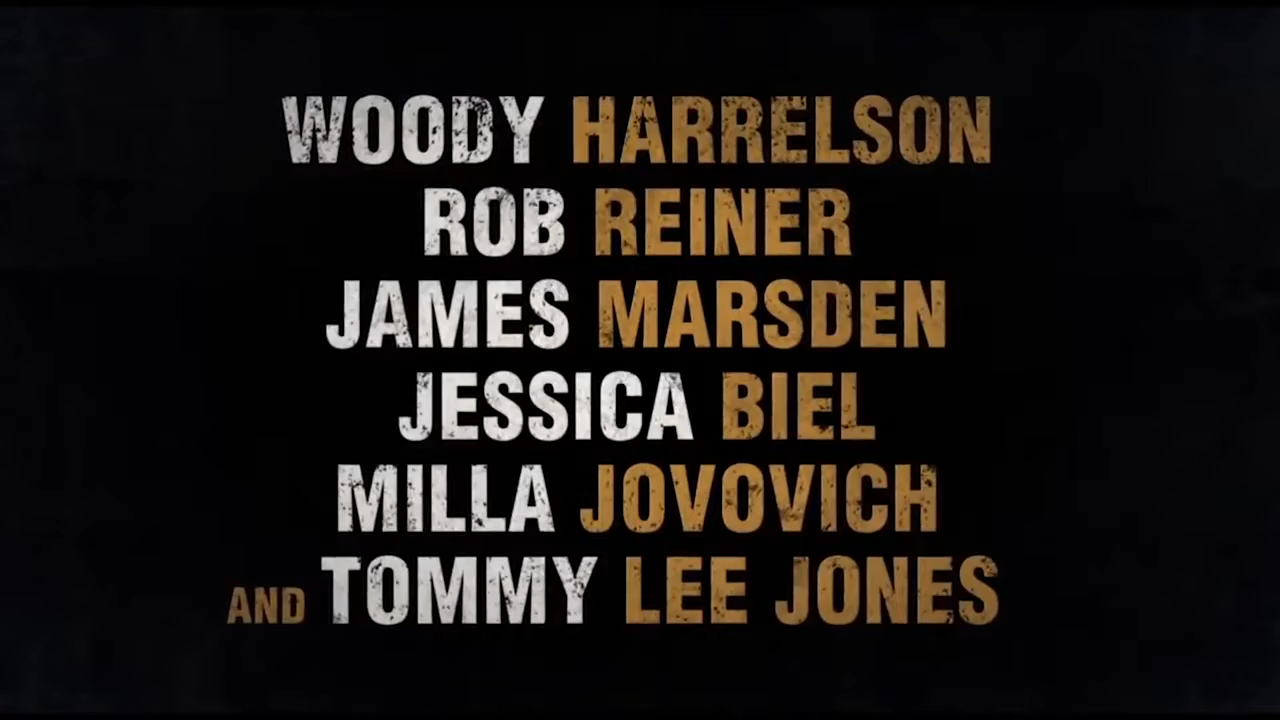 WOODY HARRELSON
ROB REINER
JAMES MARSDEN
JESSICA BIEL
MILLA JOVOVICH
AND TOMMY LEE JONES